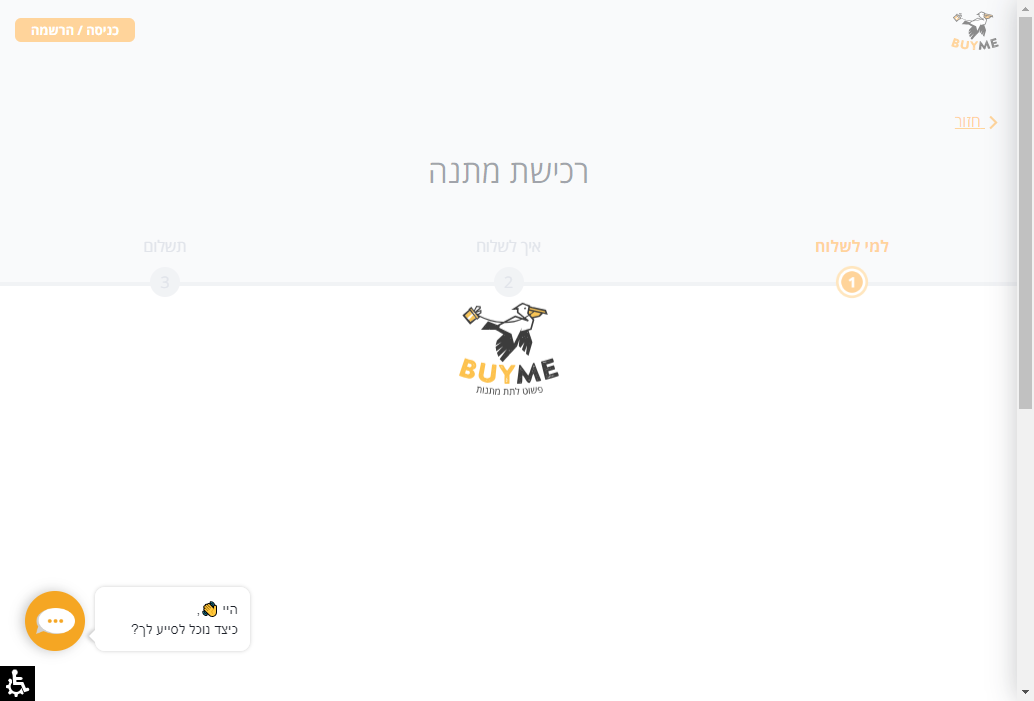 BUYME
כניסה / הרשמה
חזור
רכישת מתנה
למי לשלוח
איך לשלוח
תשלום
1
2
3
BUYME
פשוט לתת מתנות
היי 👋,
כיצד נוכל לסייע לך?